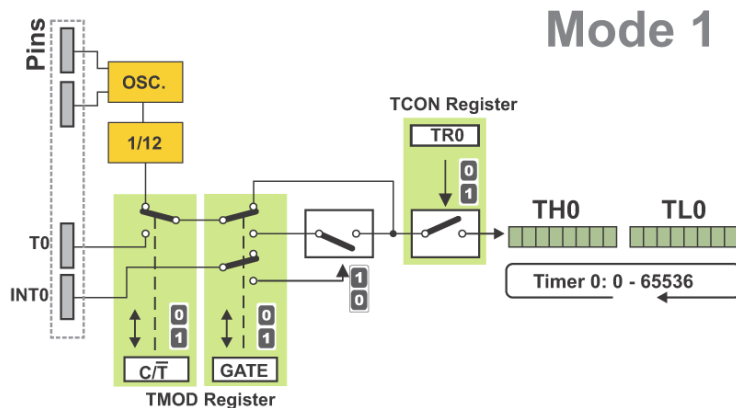 Mode 1
Pins
OSC.
1/12
TCON Register
TR0
0
1
TH0 TL0
T0
INT0
Timer 0: 0 - 65536
1
0
0
1
0
1
C/T̅
GATE
TMOD Register